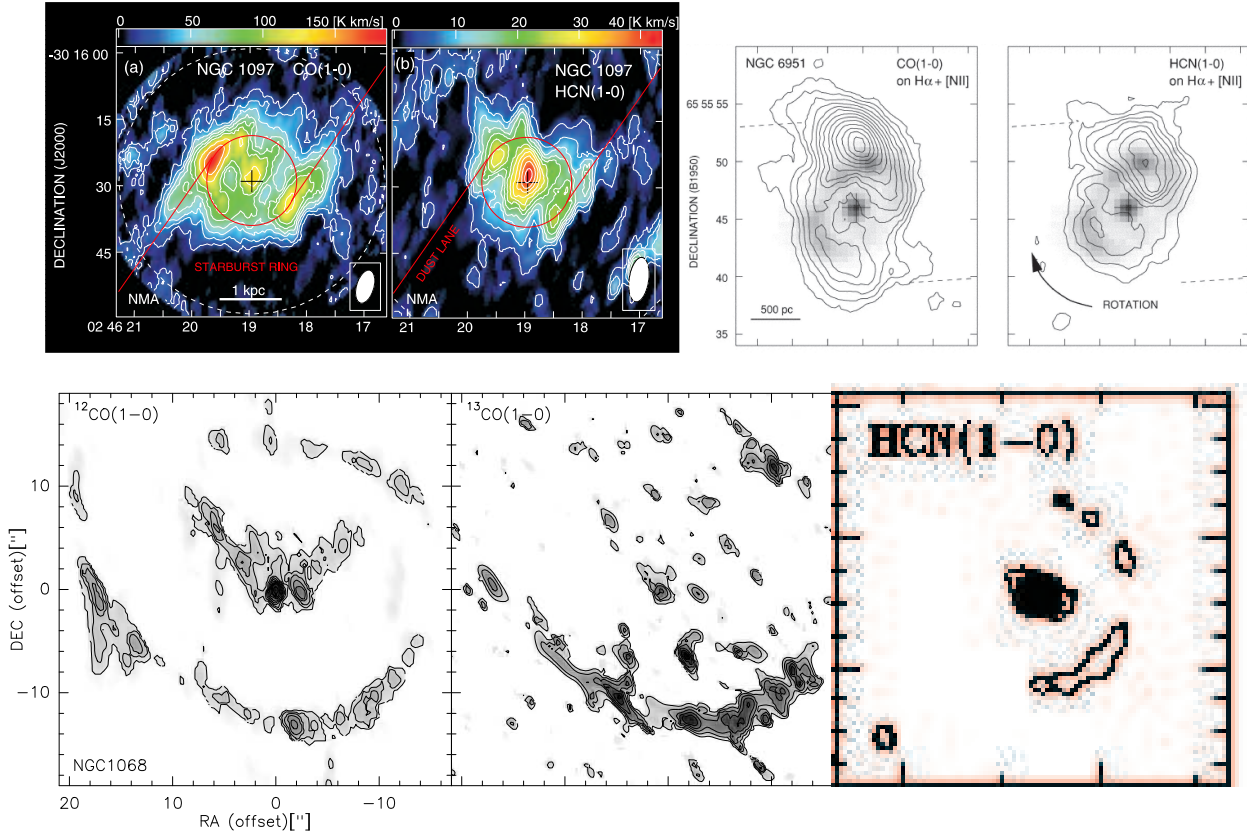 0 50 100 150 [K km/s]
0 20 40 [K km/s]
-30 16 00
15
30
45
DECLINATION (J2000)
(a) NGC 1097 CO(1-0)
STARBURST RING
1 kpc
NMA
02 46 21 20 19 18 17
(b)
NGC 1097
HCN(1-0)
DUST LANE
NMA
21 20 19 18 17
NGC 6951
CO(1-0)
on Hα+ [NII]
65 55 55
50
45
40
35
DECLINATION (B1950)
500 pc
HCN(1-0)
on Hα+ [NII]
ROTATION
12CO(1-0)
10
0
-10
DEC (offset)["]
NGC1068
20 10 0 -10
RA (offset)["]
13CO(1-0)
HCN(1-0)